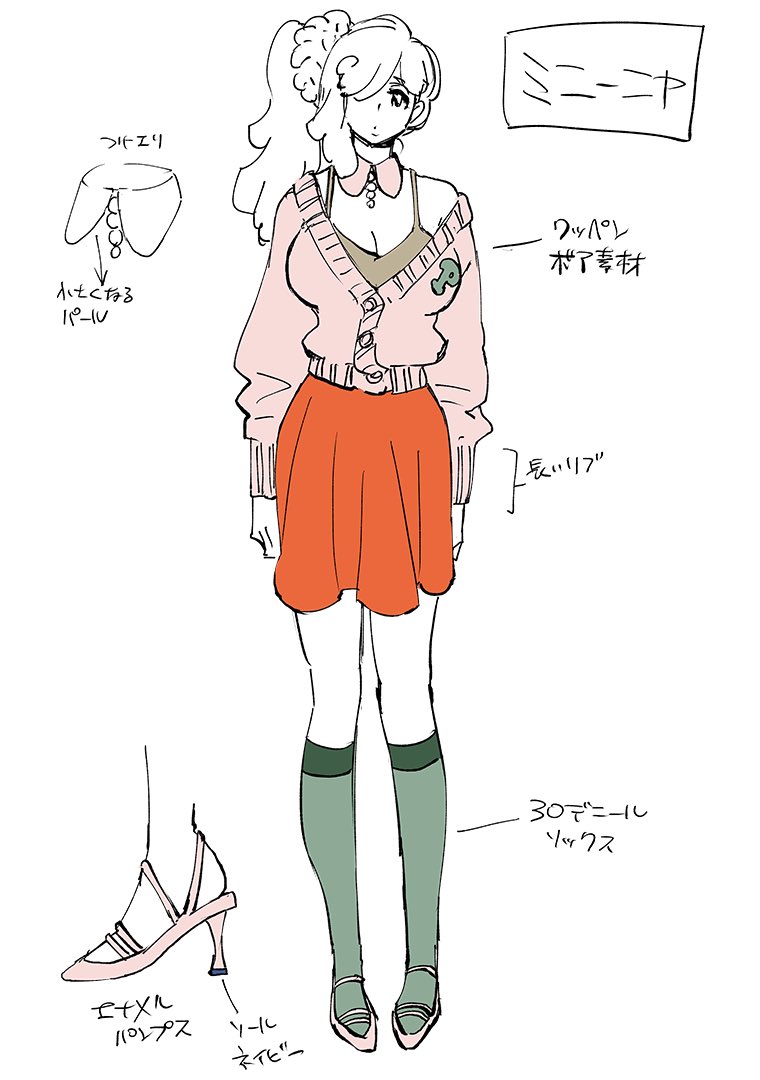 ミニーニャ
つけエリ
小さくなる
パール
ワッペン
ボア素材
長いリブ
30デニール
ソックス
エナメル
パンプス
ソール
ネイビー